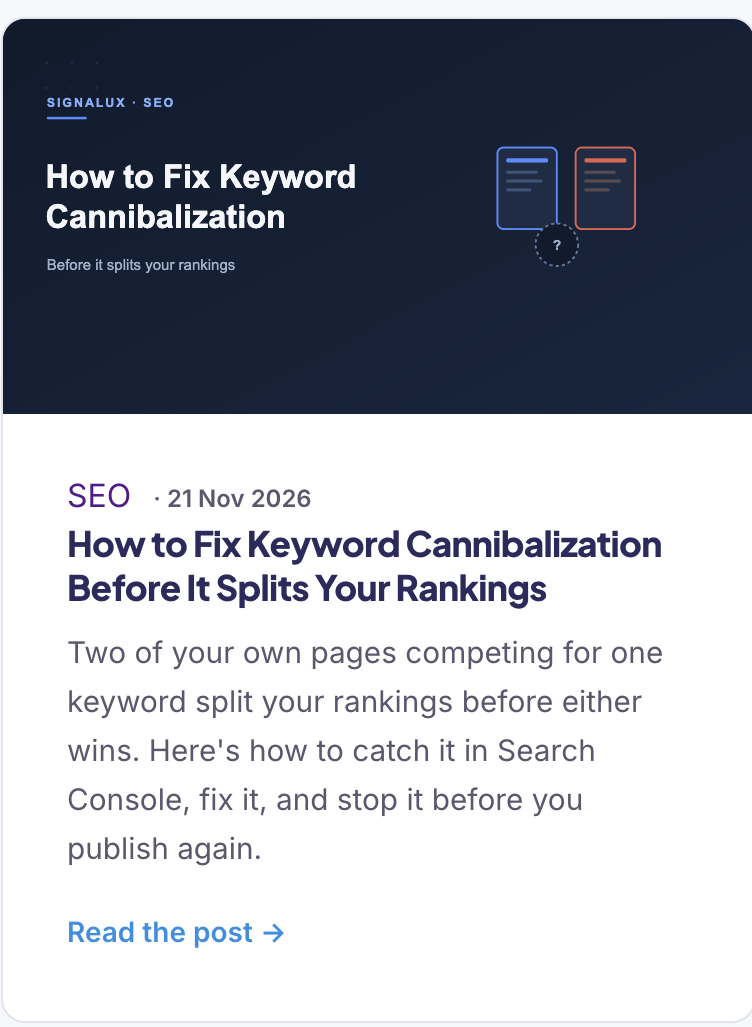 SIGNALUX · SEO
How to Fix Keyword
Cannibalization
Before it splits your rankings
?
SEO · 21 Nov 2026
How to Fix Keyword Cannibalization
Before It Splits Your Rankings
Two of your own pages competing for one
keyword split your rankings before either
wins. Here's how to catch it in Search
Console, fix it, and stop it before you
publish again.
Read the post →